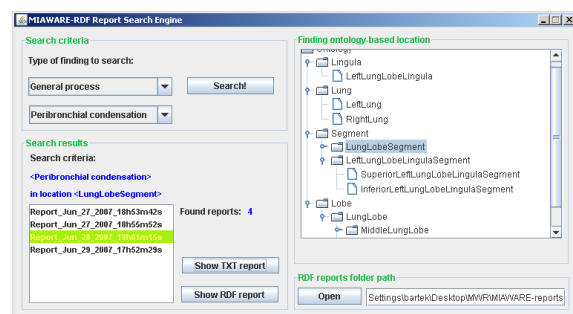 MIAWARE-RDF Report Search Engine
Search criteria
Type of finding to search:
General process
Search!
Peribronchial condensation
Search results
Search criteria:
<Peribronchial condensation>
in location <LungLobeSegment>
Report_Jun_27_2007_18h53m42s
Report_Jun_27_2007_18h55m52s
Report_Jun_28_2007_18h01m15s
Report_Jun_29_2007_17h52m29s
Found reports: 4
Show TXT report
Show RDF report
Finding ontology-based location
Ontology
Lingula
LeftLungLobeLingula
Lung
LeftLung
RightLung
Segment
LungLobeSegment
LeftLungLobeLingulaSegment
SuperiorLeftLungLobeLingulaSegment
InferiorLeftLungLobeLingulaSegment
Lobe
LungLobe
MiddleLungLobe
RDF reports folder path
Open
Settings\bartek\Desktop\MWR\MIAWARE-reports